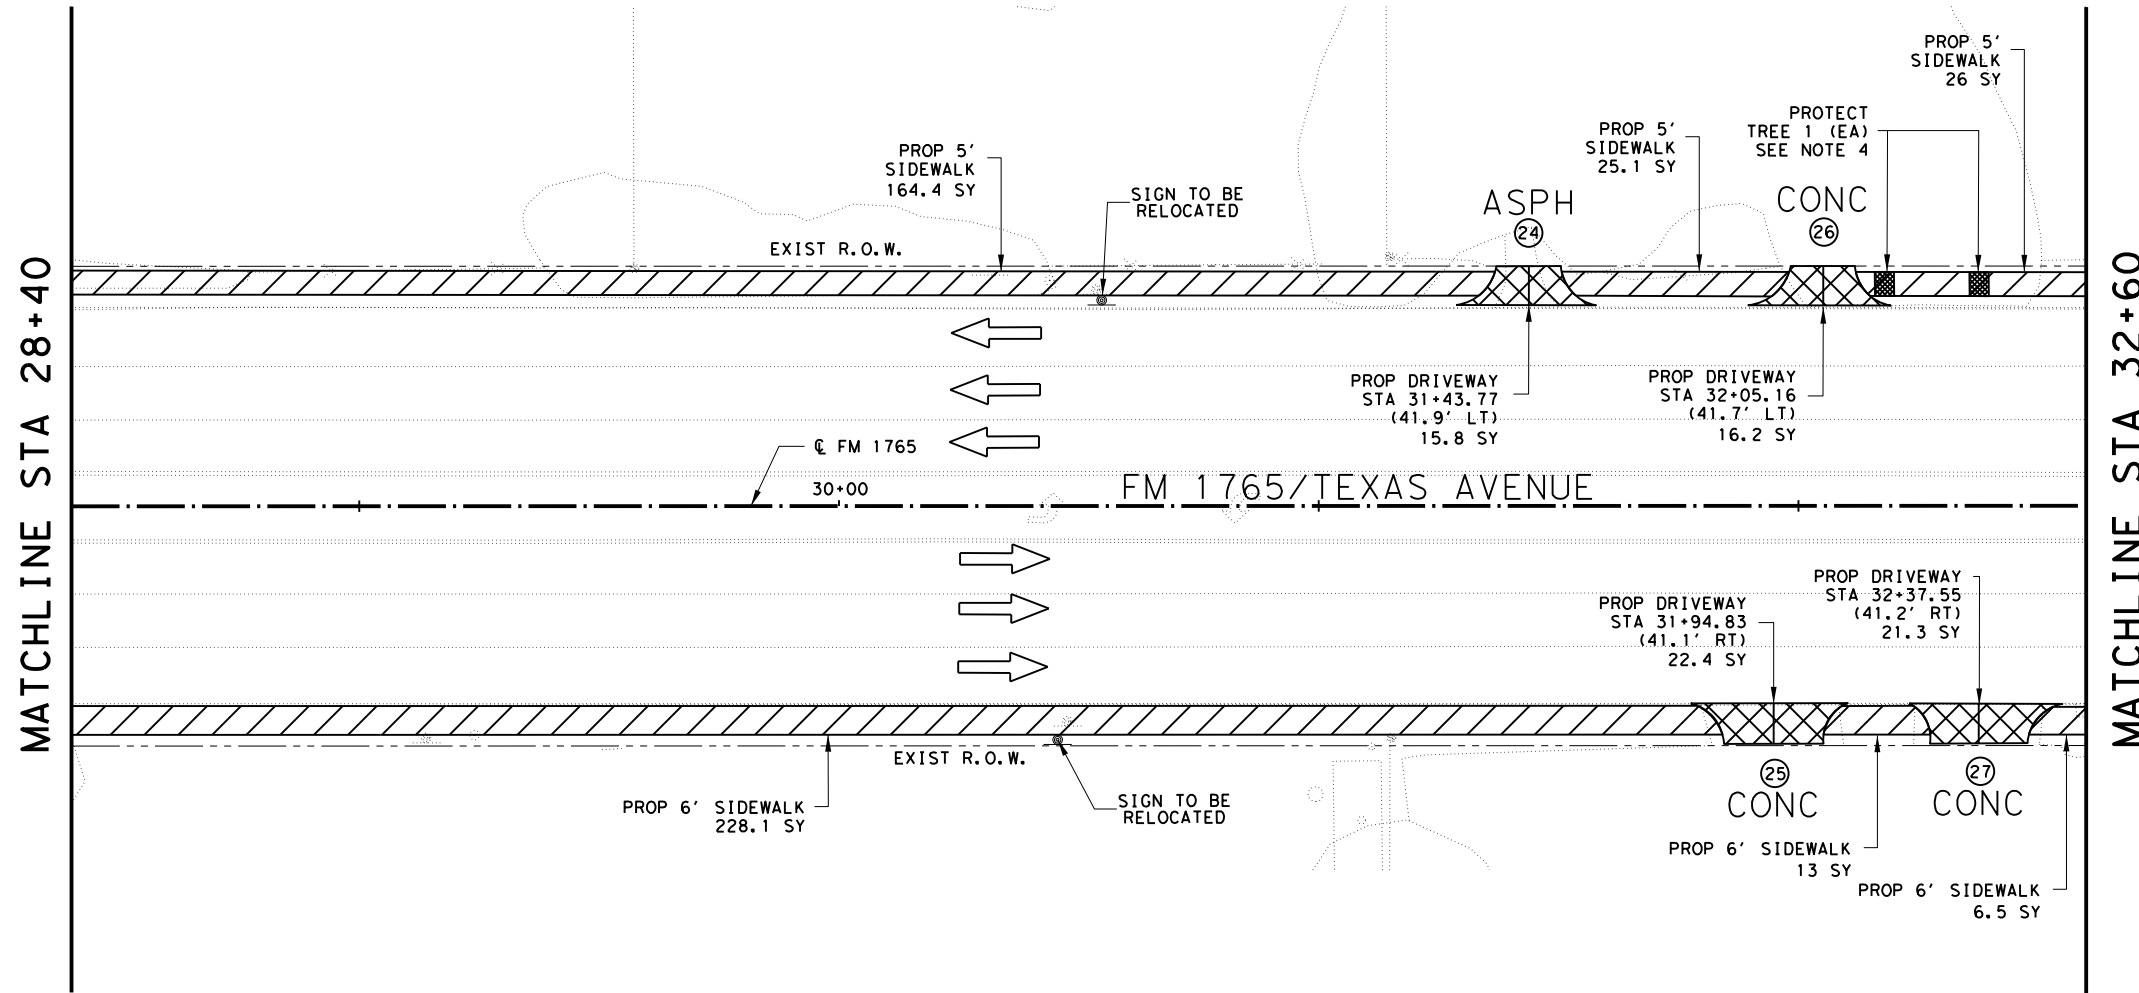 MATCHLINE STA 28+40
PROP 5'
SIDEWALK
164.4 SY
SIGN TO BE
RELOCATED
EXIST R.O.W.
ASPH
24
PROP 5'
SIDEWALK
25.1 SY
PROTECT
TREE 1 (EA)
SEE NOTE 4
CONC
26
PROP 5'
SIDEWALK
26 SY
PROP DRIVEWAY
STA 31+43.77
(41.9' LT)
15.8 SY
PROP DRIVEWAY
STA 32+05.16
(41.7' LT)
16.2 SY
℄ FM 1765
30+00
FM 1765/TEXAS AVENUE
PROP DRIVEWAY
STA 31+94.83
(41.1' RT)
22.4 SY
PROP DRIVEWAY
STA 32+37.55
(41.2' RT)
21.3 SY
EXIST R.O.W.
PROP 6' SIDEWALK
228.1 SY
SIGN TO BE
RELOCATED
25
CONC
27
CONC
PROP 6' SIDEWALK
13 SY
PROP 6' SIDEWALK
6.5 SY
MATCHLINE STA 32+60